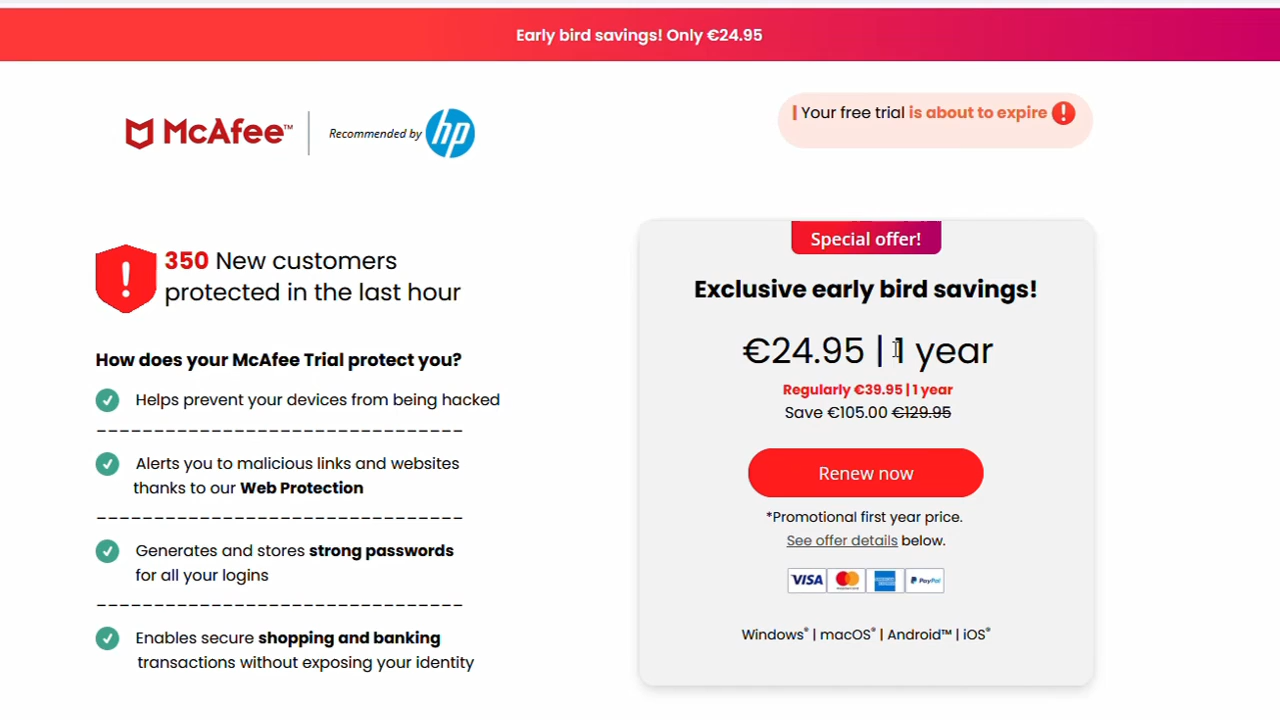 Early bird savings! Only €24.95
McAfee™
Recommended by hp
Your free trial is about to expire
350 New customers
protected in the last hour
How does your McAfee Trial protect you?
Helps prevent your devices from being hacked
Alerts you to malicious links and websites
thanks to our Web Protection
Generates and stores strong passwords
for all your logins
Enables secure shopping and banking
transactions without exposing your identity
Special offer!
Exclusive early bird savings!
€24.95 | 1 year
Regularly €39.95 | 1 year
Save €105.00 €129.95
Renew now
*Promotional first year price.
See offer details below.
VISA mastercard AMERICAN EXPRESS PayPal
Windows® | macOS® | Android™ | iOS®